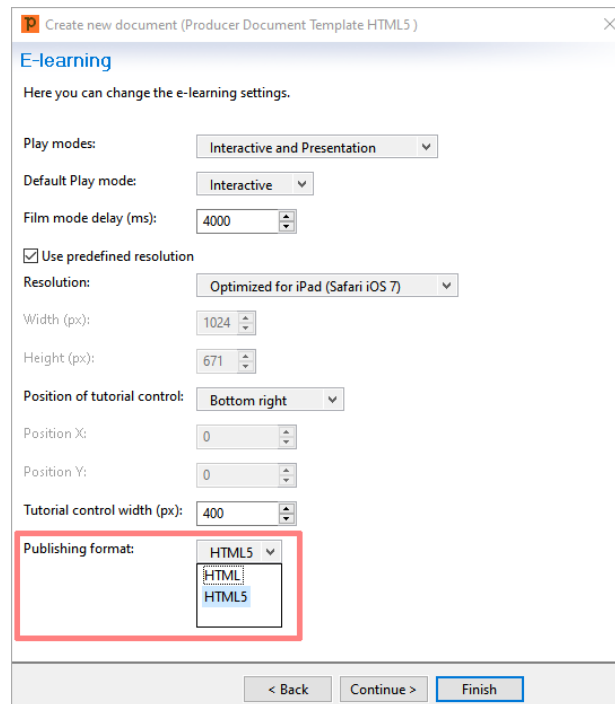 Create new document (Producer Document Template HTML5 )
E-learning
Here you can change the e-learning settings.
Play modes: Interactive and Presentation
Default Play mode: Interactive
Film mode delay (ms): 4000
Use predefined resolution
Resolution: Optimized for iPad (Safari iOS 7)
Width (px): 1024
Height (px): 671
Position of tutorial control: Bottom right
Position X: 0
Position Y: 0
Tutorial control width (px): 400
Publishing format: HTML5
HTML
HTML5
< Back Continue > Finish